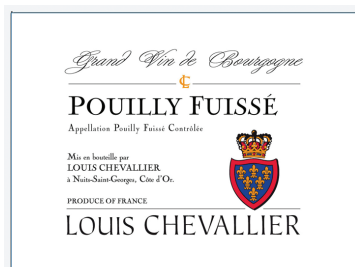 Grand Vin de Bourgogne
POUILLY FUISSÉ
Appellation Pouilly Fuissé Contrôlée
Mis en bouteille par
LOUIS CHEVALLIER
à Nuits-Saint-Georges, Côte d'Or.
PRODUCE OF FRANCE
LOUIS CHEVALLIER